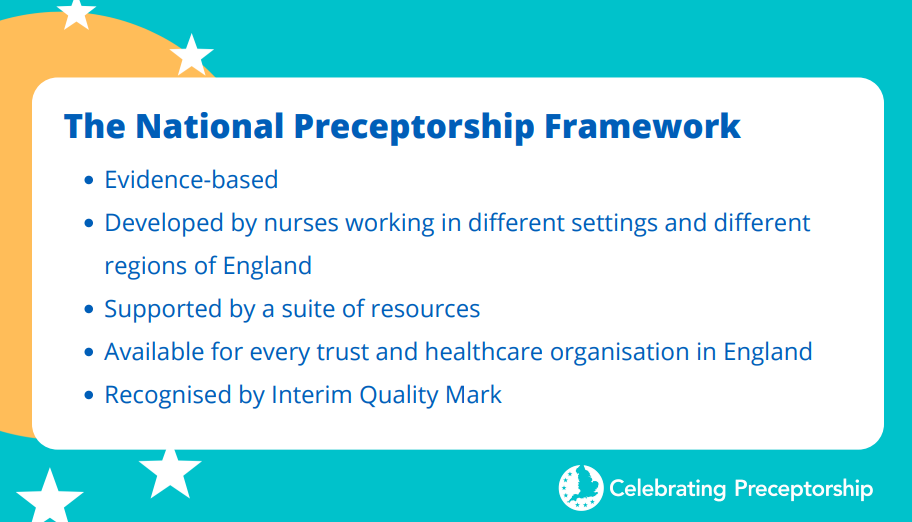 The National Preceptorship Framework
• Evidence-based
• Developed by nurses working in different settings and different
regions of England
• Supported by a suite of resources
• Available for every trust and healthcare organisation in England
• Recognised by Interim Quality Mark
Celebrating Preceptorship